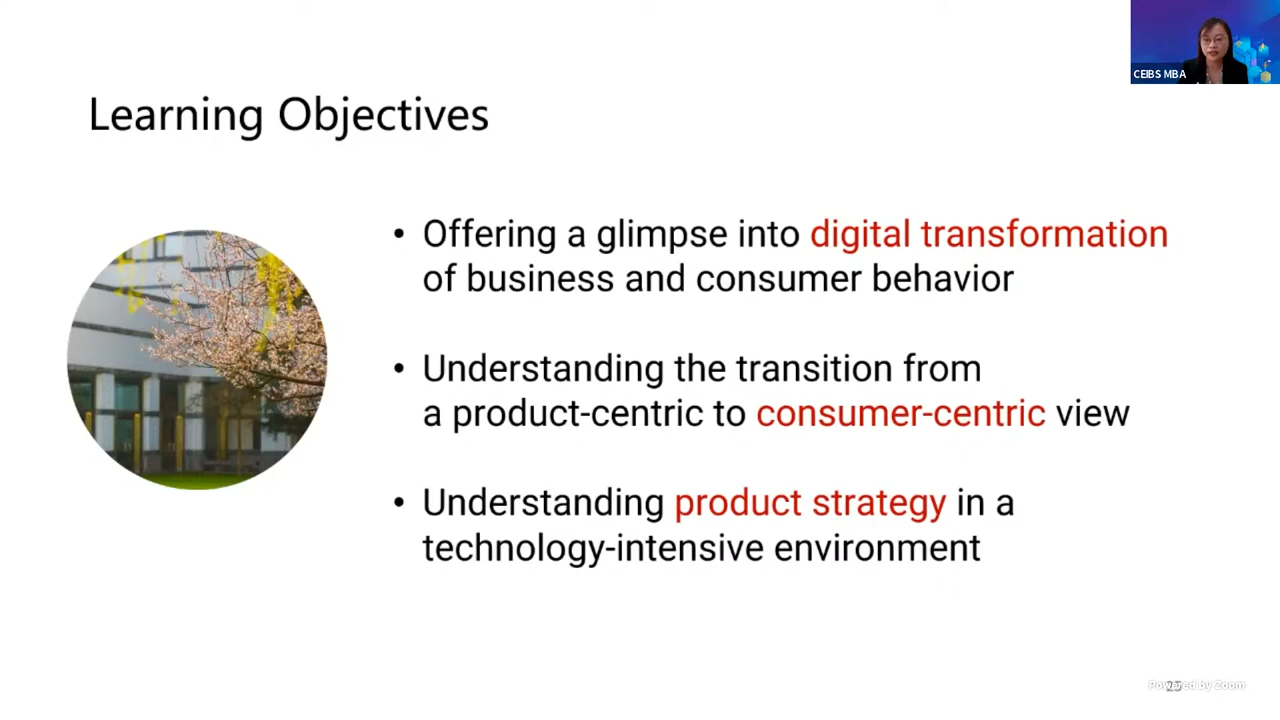 CEIBS MBA
Learning Objectives
• Offering a glimpse into digital transformation
of business and consumer behavior
• Understanding the transition from
a product-centric to consumer-centric view
• Understanding product strategy in a
technology-intensive environment
Powered by Zoom